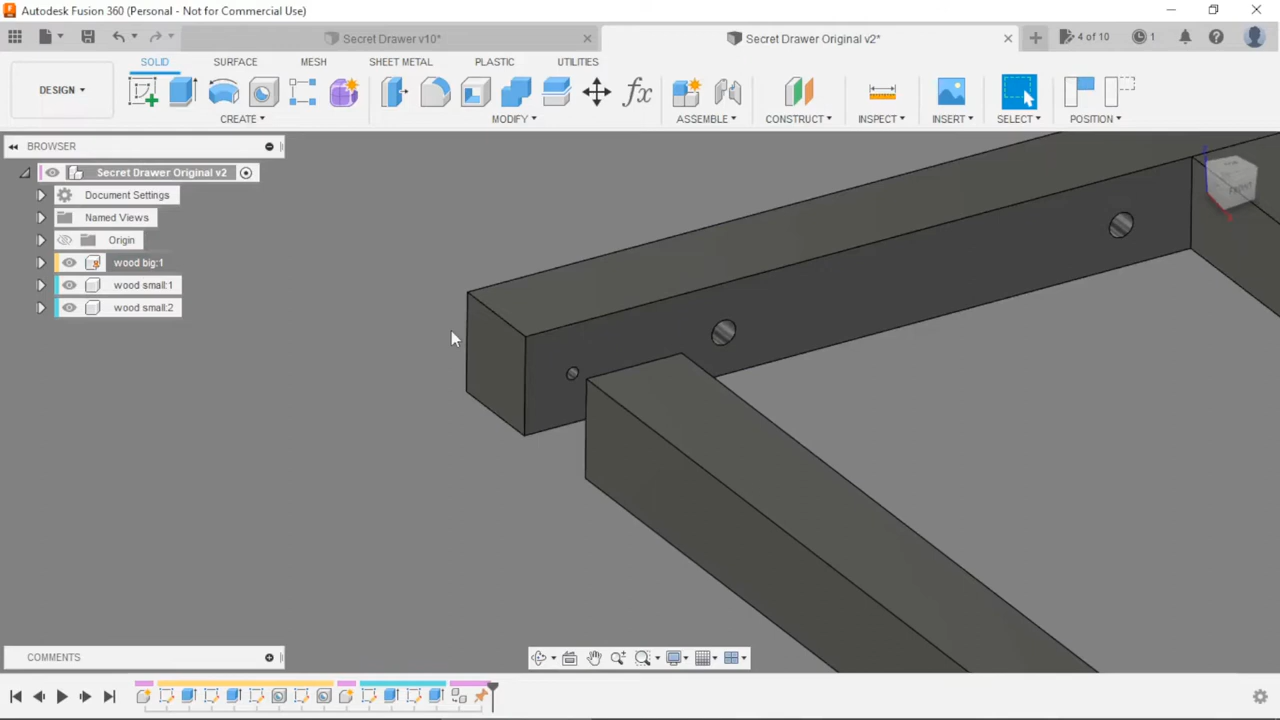 Autodesk Fusion 360 (Personal - Not for Commercial Use)
Secret Drawer v10*
Secret Drawer Original v2*
4 of 10
1
DESIGN
SOLID
SURFACE
MESH
SHEET METAL
PLASTIC
UTILITIES
fx
CREATE
MODIFY
ASSEMBLE
CONSTRUCT
INSPECT
INSERT
SELECT
POSITION
BROWSER
Secret Drawer Original v2
Document Settings
Named Views
Origin
wood big:1
wood small:1
wood small:2
FRONT
COMMENTS